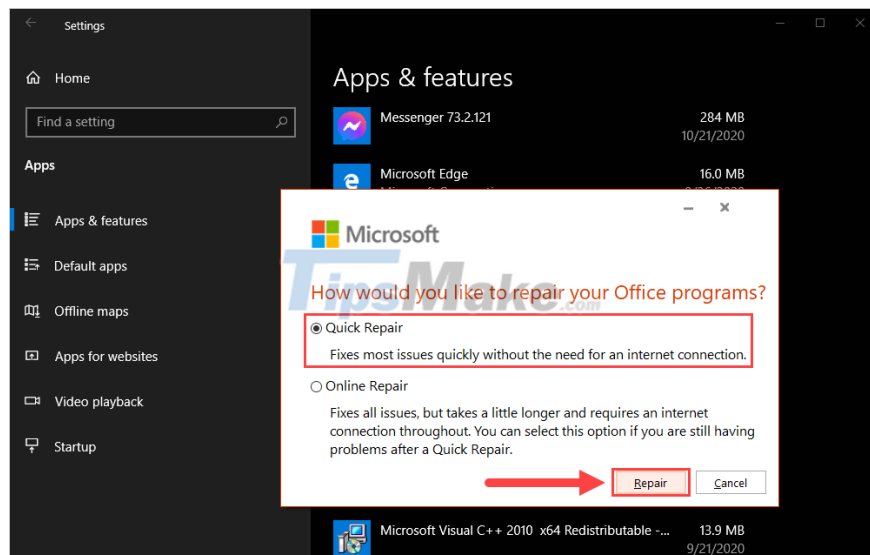 Settings
Home
Find a setting
Apps
Apps & features
Default apps
Offline maps
Apps for websites
Video playback
Startup
Apps & features
Messenger 73.2.121
284 MB
10/21/2020
Microsoft Edge
16.0 MB
Microsoft
TipsMake.com
How would you like to repair your Office programs?
Quick Repair
Fixes most issues quickly without the need for an internet connection.
Online Repair
Fixes all issues, but takes a little longer and requires an internet
connection throughout. You can select this option if you are still having
problems after a Quick Repair.
Repair
Cancel
Microsoft Visual C++ 2010 x64 Redistributable -...
13.9 MB
9/21/2020